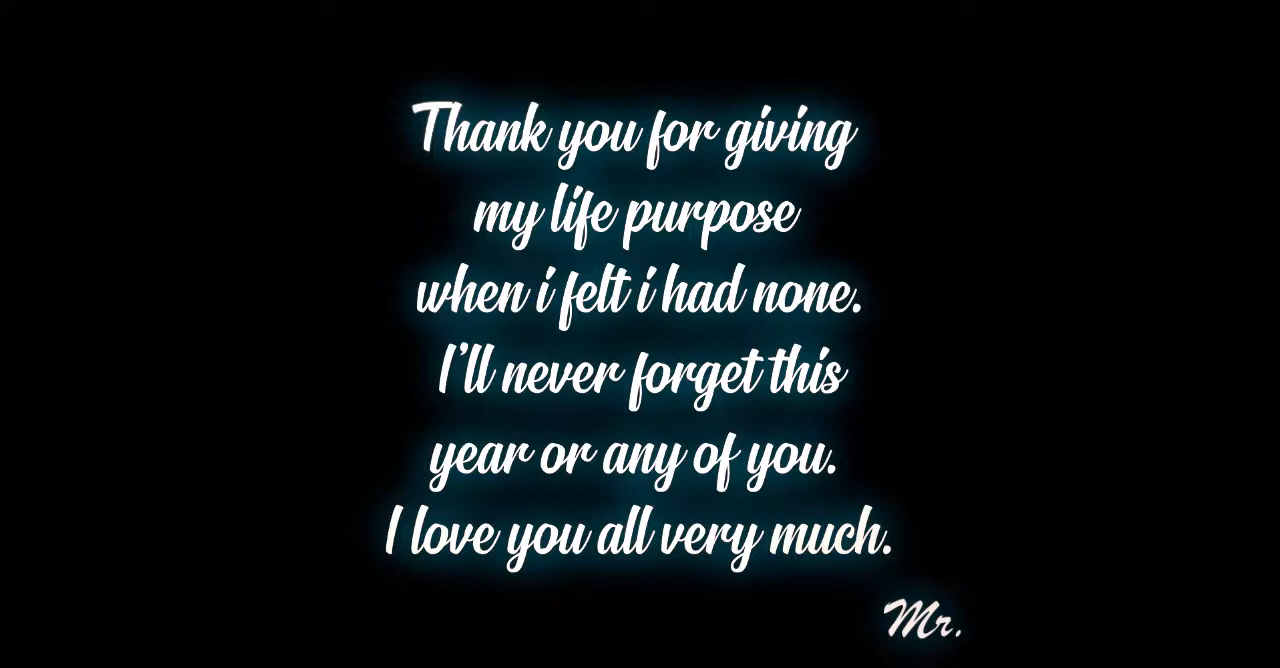 Thank you for giving
my life purpose
when i felt i had none.
I'll never forget this
year or any of you.
I love you all very much.
Mr.